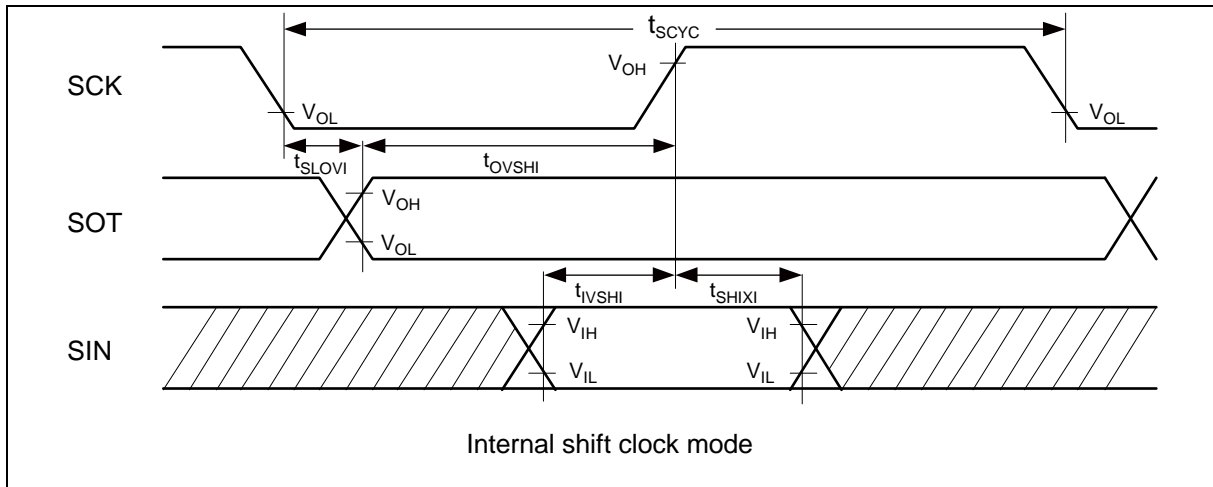 tSCYC
SCK
VOH
VOL
VOL
tSLOVI
tOVSHI
SOT
VOH
VOL
tIVSHI
tSHIXI
SIN
VIH
VIH
VIL
VIL
Internal shift clock mode